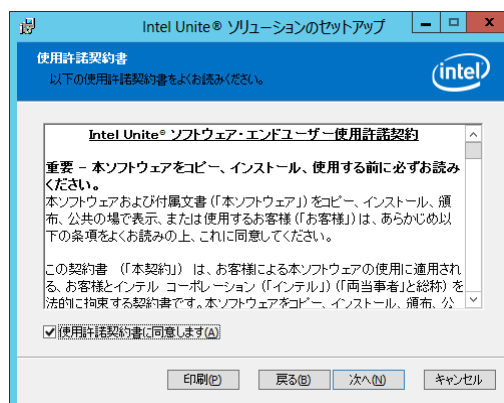 Intel Unite® ソリューションのセットアップ
使用許諾契約書
以下の使用許諾契約書をよくお読みください。
intel
Intel Unite® ソフトウェア・エンドユーザー使用許諾契約
重要 – 本ソフトウェアをコピー、インストール、使用する前に必ずお読み
ください。
本ソフトウェアおよび付属文書（「本ソフトウェア」）をコピー、インストール、頒
布、公共の場で表示、または使用するお客様（「お客様」）は、あらかじめ以
下の条項をよくお読みの上、これに同意してください。
この契約書 （「本契約」） は、お客様による本ソフトウェアの使用に適用され
る、お客様とインテル コーポレーション（「インテル」）（「両当事者」と総称）を
法的に拘束する契約書です。本ソフトウェアをコピー、インストール、頒布、公
使用許諾契約書に同意します(A)
印刷(P) 戻る(B) 次へ(N) キャンセル